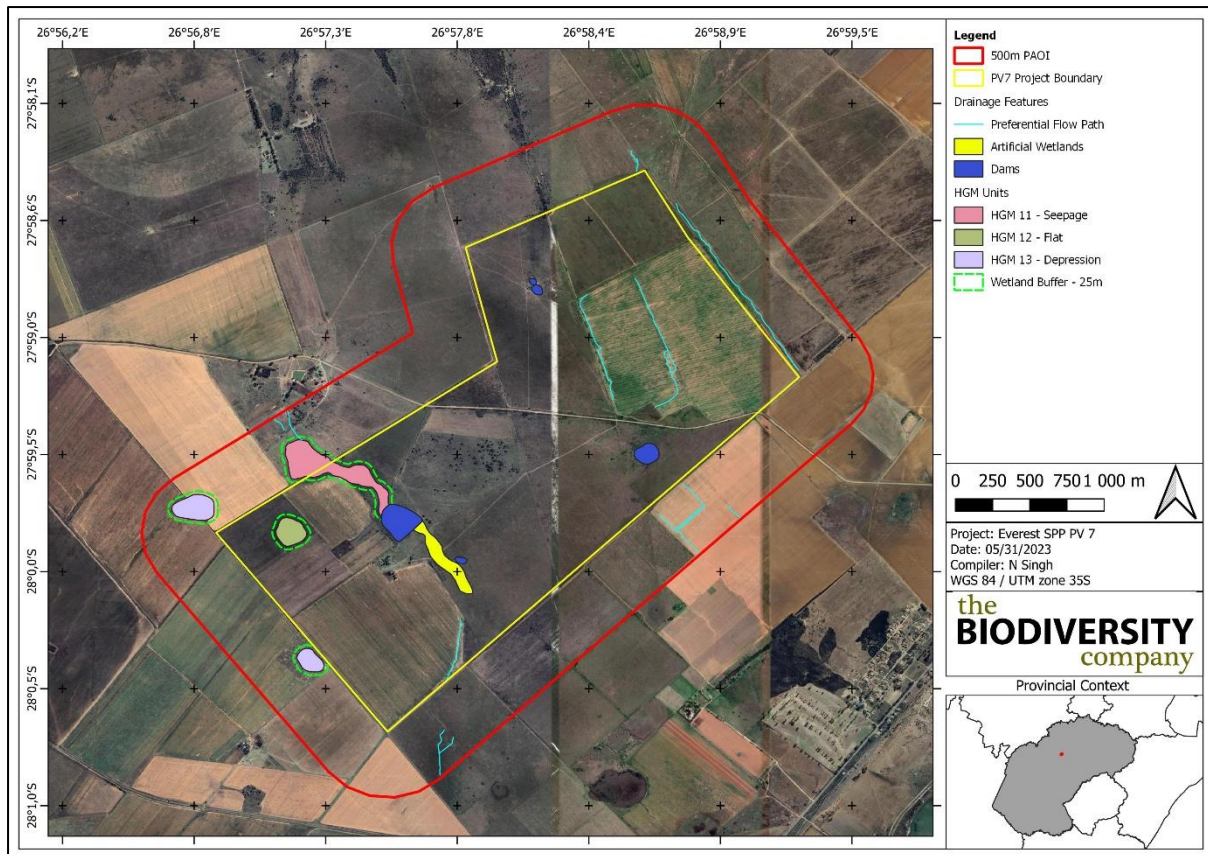 26°56,2'E 26°56,8'E 26°57,3'E 26°57,8'E 26°58,4'E 26°58,9'E 26°59,5'E
27°58,1'S
27°58,6'S
27°59,0'S
27°59,5'S
28°0,0'S
28°0,5'S
28°1,0'S
Legend
500m PAOI
PV7 Project Boundary
Drainage Features
Preferential Flow Path
Artificial Wetlands
Dams
HGM Units
HGM 11 - Seepage
HGM 12 - Flat
HGM 13 - Depression
Wetland Buffer - 25m
0 250 500 750 1 000 m
Project: Everest SPP PV 7
Date: 05/31/2023
Compiler: N Singh
WGS 84 / UTM zone 35S
the
BIODIVERSITY
company
Provincial Context